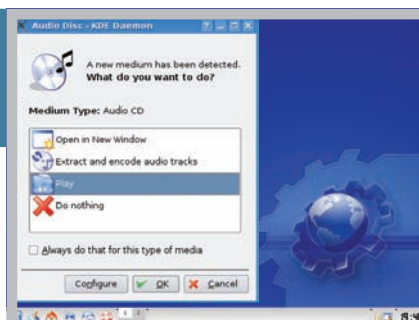 Audio Disc - KDE Daemon
A new medium has been detected.
What do you want to do?
Medium Type: Audio CD
Open in New Window
Extract and encode audio tracks
Play
Do nothing
Always do that for this type of media
Configure
OK
Cancel